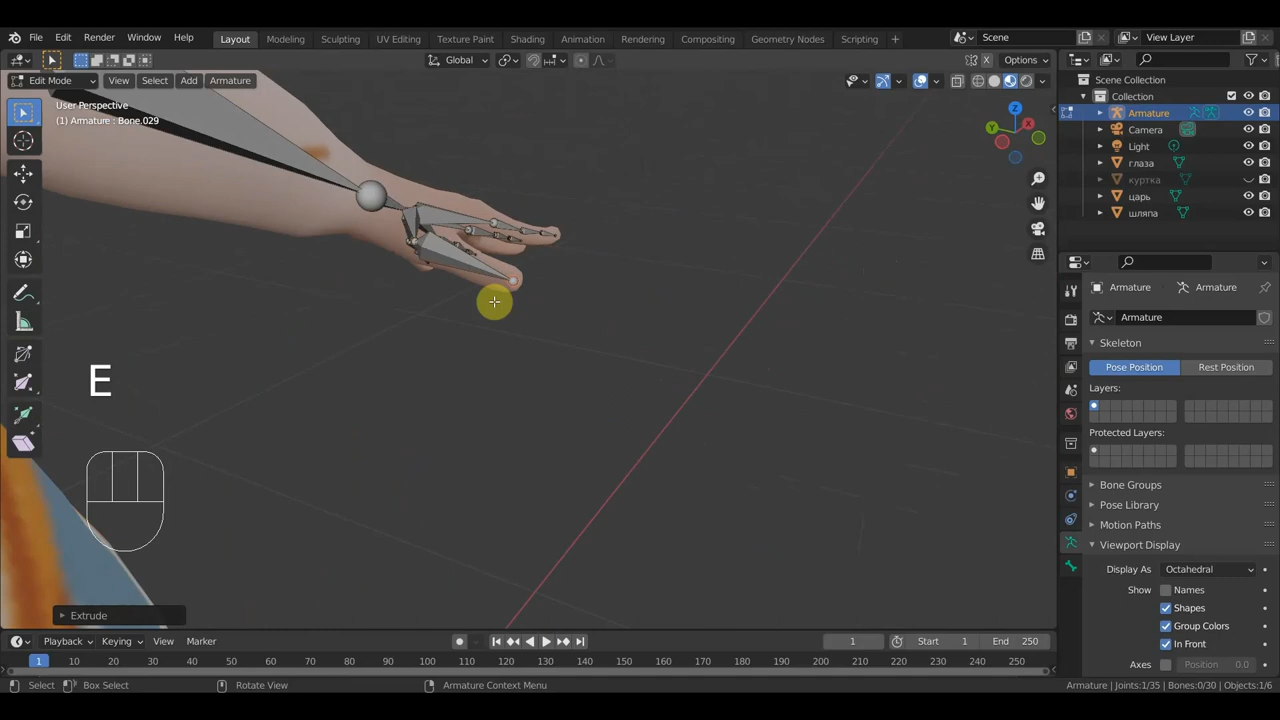 File Edit Render Window Help
Layout Modeling Sculpting UV Editing Texture Paint Shading Animation Rendering Compositing Geometry Nodes Scripting +
Scene
View Layer
Global
Options
Edit Mode View Select Add Armature
User Perspective
(1) Armature : Bone.029
X
Z
Y
X
Scene Collection
Collection
Armature
Camera
Light
глаза
куртка
царь
шляпа
Armature Armature
Armature
Skeleton
Pose Position Rest Position
Layers:
Protected Layers:
Bone Groups
Pose Library
Motion Paths
Viewport Display
Display As Octahedral
Show Names
Shapes
Group Colors
In Front
Axes Position 0.0
E
Extrude
Playback Keying View Marker
1 Start 1 End 250
1 10 20 30 40 50 60 70 80 90 100 110 120 130 140 150 160 170 180 190 200 210 220 230 240 250
Select Box Select Rotate View Armature Context Menu
Armature | Joints:1/35 | Bones:0/30 | Objects:1/6